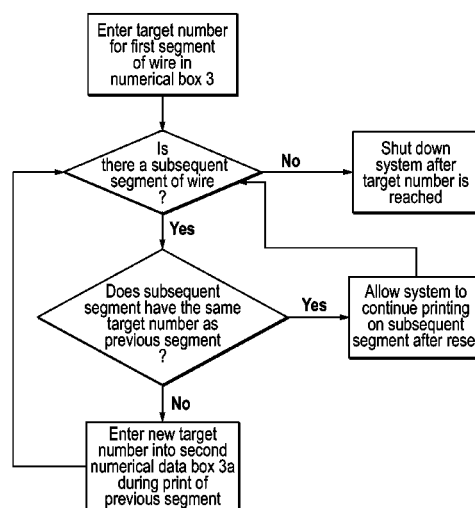 Enter target number
for first segment
of wire in
numerical box 3
Is
there a subsequent
segment of wire
?
No
Shut down
system after
target number is
reached
Yes
Does subsequent
segment have the same
target number as
previous segment
?
Yes
Allow system to
continue printing
on subsequent
segment after rese
No
Enter new target
number into second
numerical data box 3a
during print of
previous segment